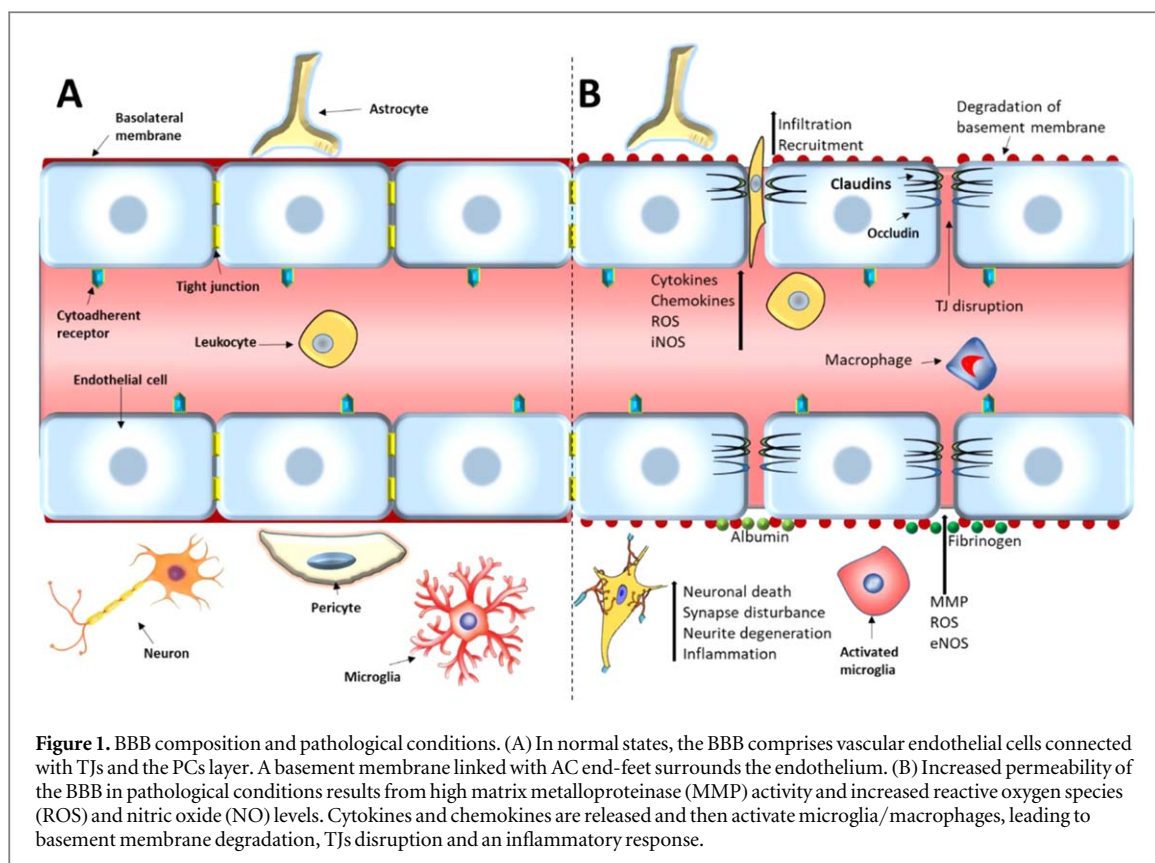 A
B
Basolateral
membrane
Astrocyte
Infiltration
Recruitment
Degradation of
basement membrane
Claudins
Occludin
Tight junction
Cytoadherent
receptor
Leukocyte
Cytokines
Chemokines
ROS
iNOS
TJ disruption
Macrophage
Endothelial cell
Albumin
Fibrinogen
Neuron
Pericyte
Microglia
Neuronal death
Synapse disturbance
Neurite degeneration
Inflammation
Activated
microglia
MMP
ROS
eNOS
Figure 1. BBB composition and pathological conditions. (A) In normal states, the BBB comprises vascular endothelial cells connected
with TJs and the PCs layer. A basement membrane linked with AC end-feet surrounds the endothelium. (B) Increased permeability of
the BBB in pathological conditions results from high matrix metalloproteinase (MMP) activity and increased reactive oxygen species
(ROS) and nitric oxide (NO) levels. Cytokines and chemokines are released and then activate microglia/macrophages, leading to
basement membrane degradation, TJs disruption and an inflammatory response.